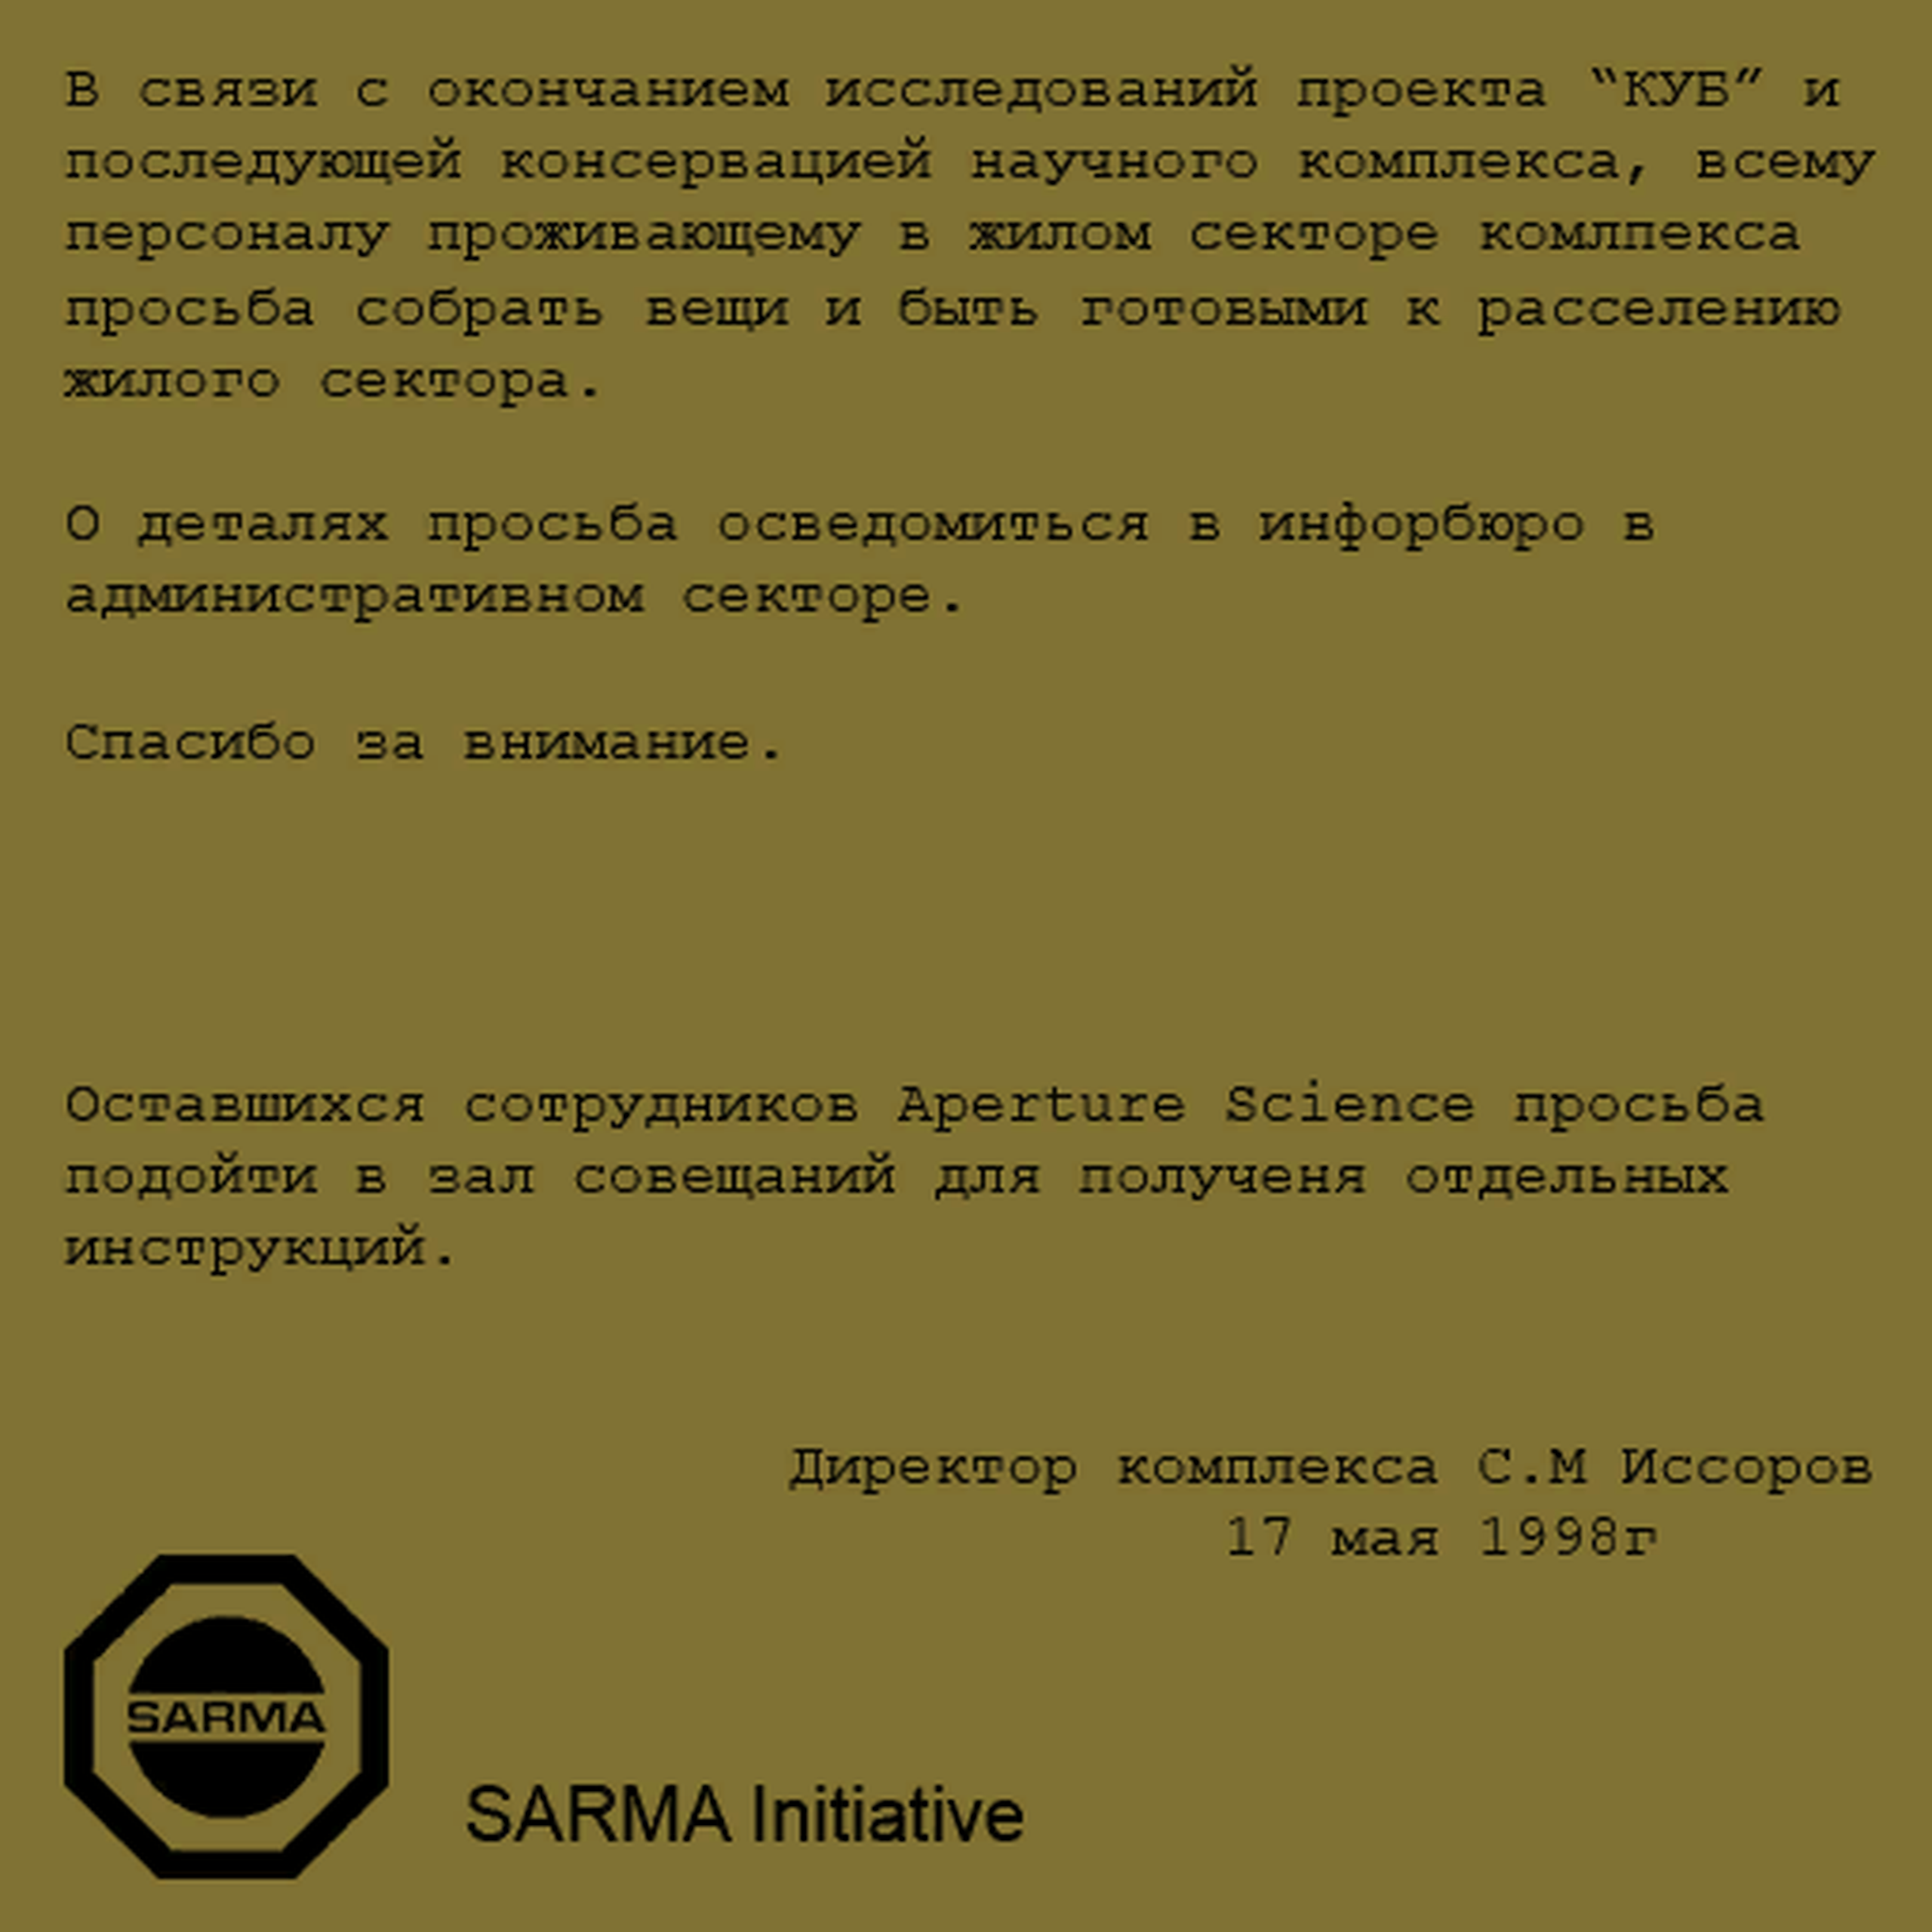 В связи с окончанием исследований проекта “КУБ” и
последующей консервацией научного комплекса, всему
персоналу проживающему в жилом секторе комлпекса
просьба собрать вещи и быть готовыми к расселению
жилого сектора.
О деталях просьба осведомиться в инфорбюро в
административном секторе.
Спасибо за внимание.
Оставшихся сотрудников Aperture Science просьба
подойти в зал совещаний для полученя отдельных
инструкций.
Директор комплекса С.М Иссоров
17 мая 1998г
SARMA
SARMA Initiative